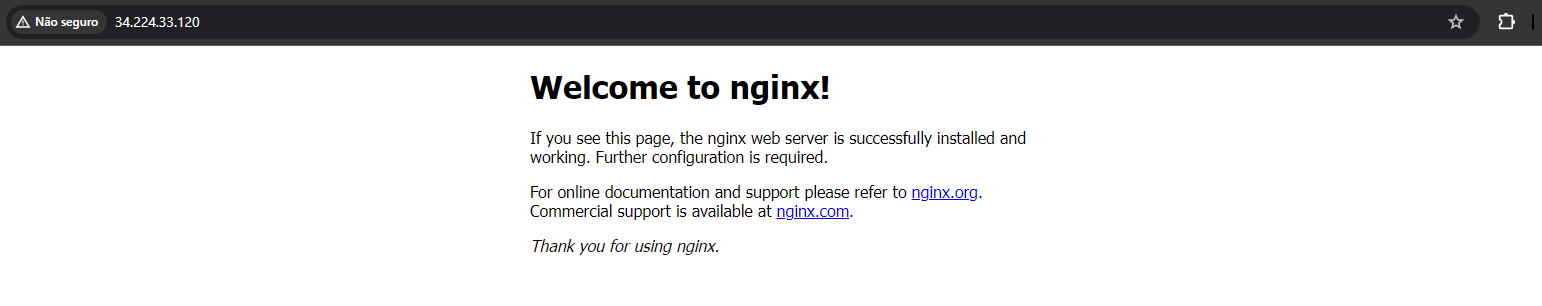 Não seguro 34.224.33.120
Welcome to nginx!
If you see this page, the nginx web server is successfully installed and
working. Further configuration is required.
For online documentation and support please refer to nginx.org.
Commercial support is available at nginx.com.
Thank you for using nginx.